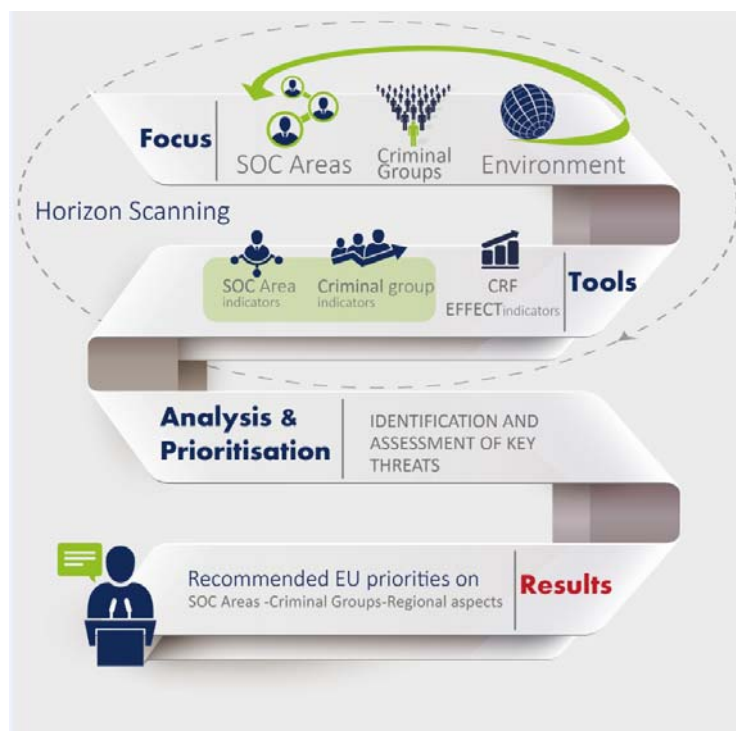 Focus
SOC Areas
Criminal
Groups
Environment
Horizon Scanning
SOC Area
indicators
Criminal group
indicators
CRF
EFFECTindicators
Tools
Analysis &
Prioritisation
IDENTIFICATION AND
ASSESSMENT OF KEY
THREATS
Recommended EU priorities on
SOC Areas -Criminal Groups-Regional aspects
Results